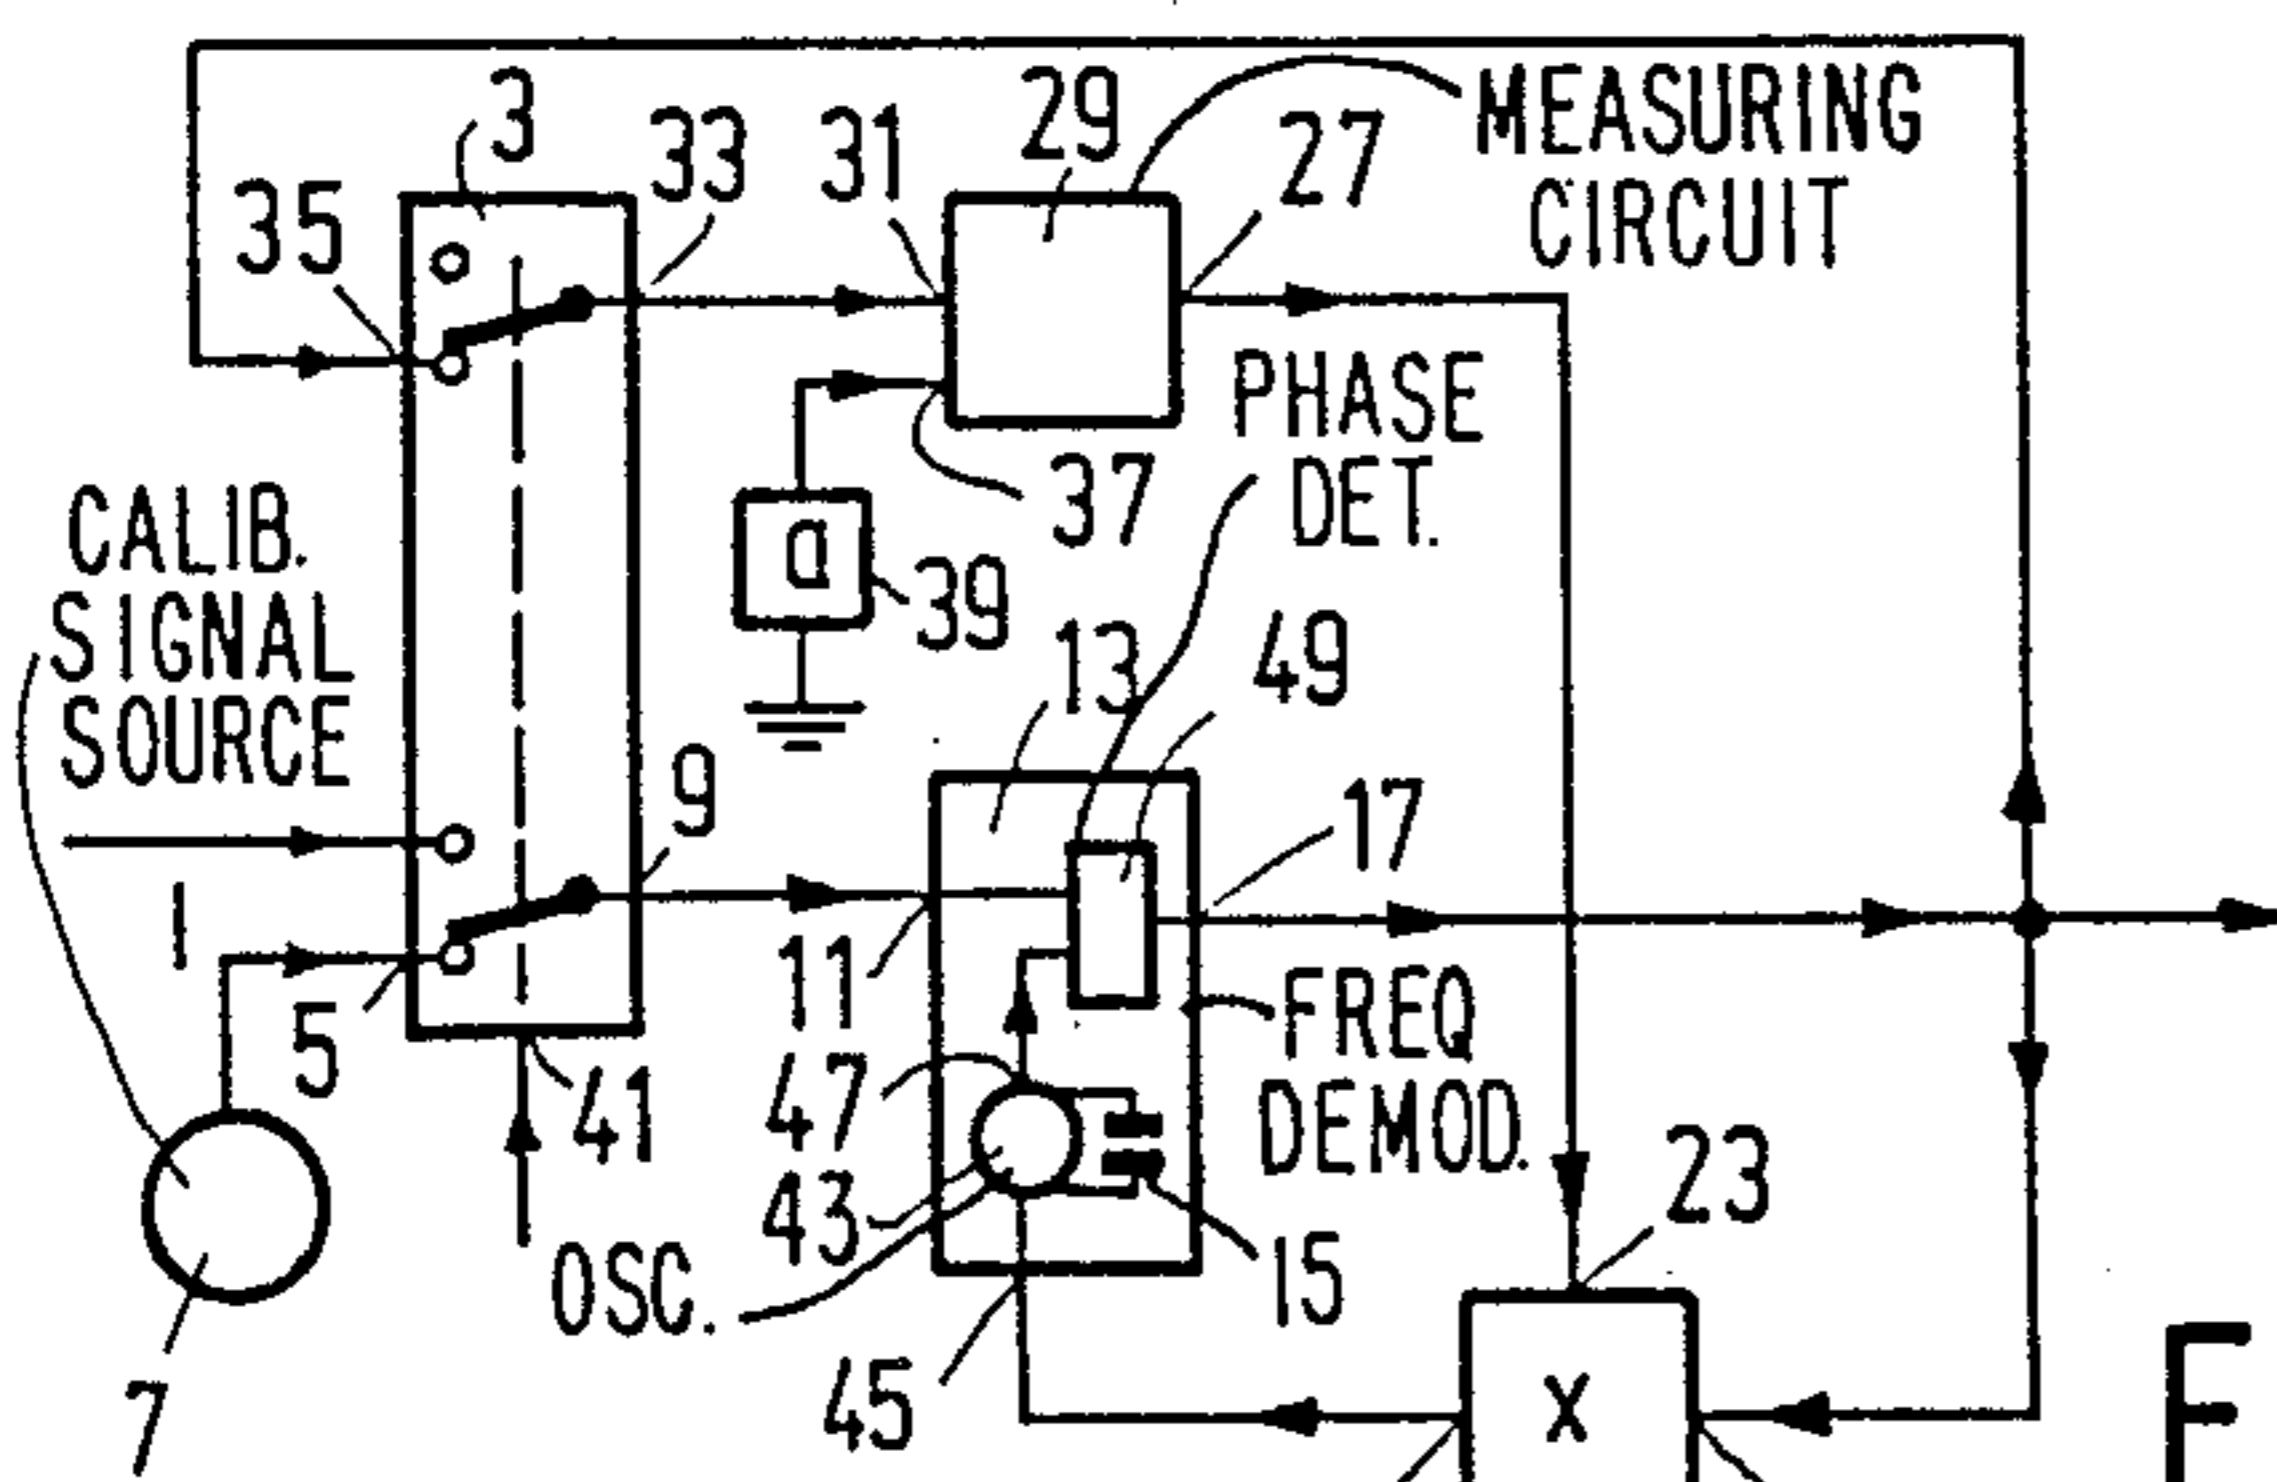 3
33
31
29
27
MEASURING
CIRCUIT
35
PHASE
DET.
37
CALIB.
SIGNAL
SOURCE
a
39
13
49
9
17
1
11
5
FREQ
DEMOD.
41
47
43
23
OSC.
15
45
7
X
F